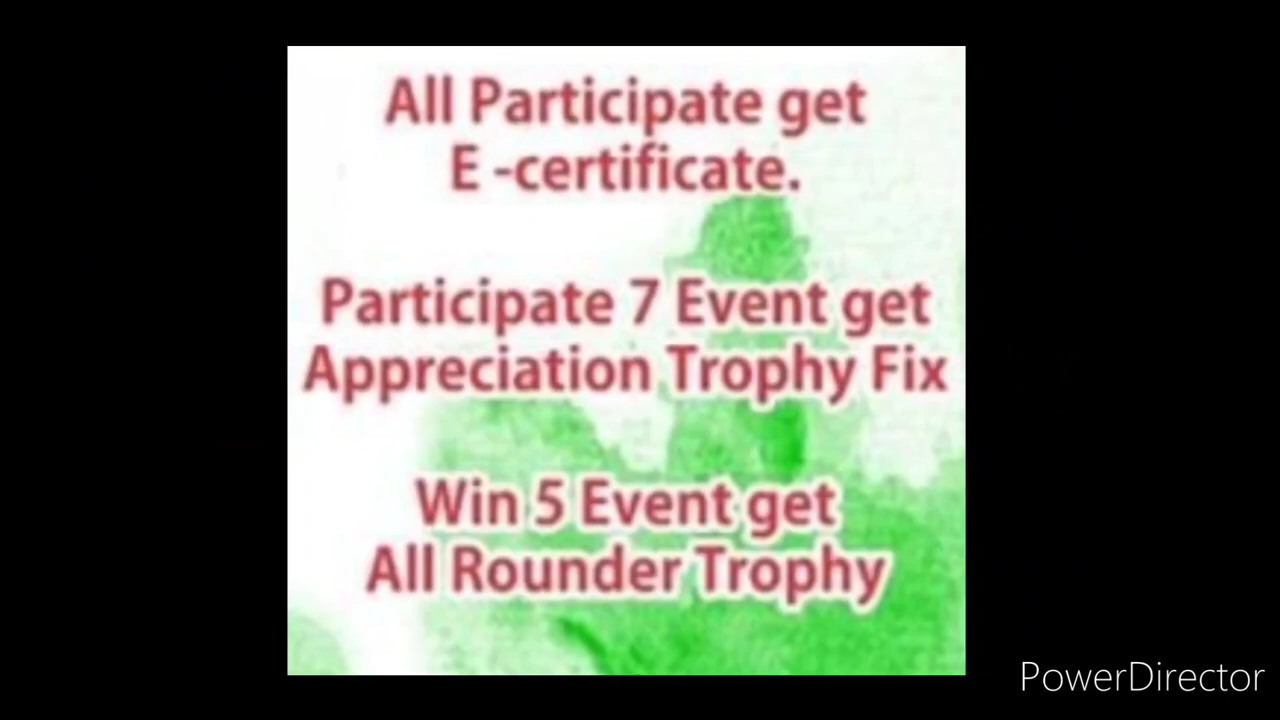 All Participate get
E -certificate.
Participate 7 Event get
Appreciation Trophy Fix
Win 5 Event get
All Rounder Trophy
PowerDirector